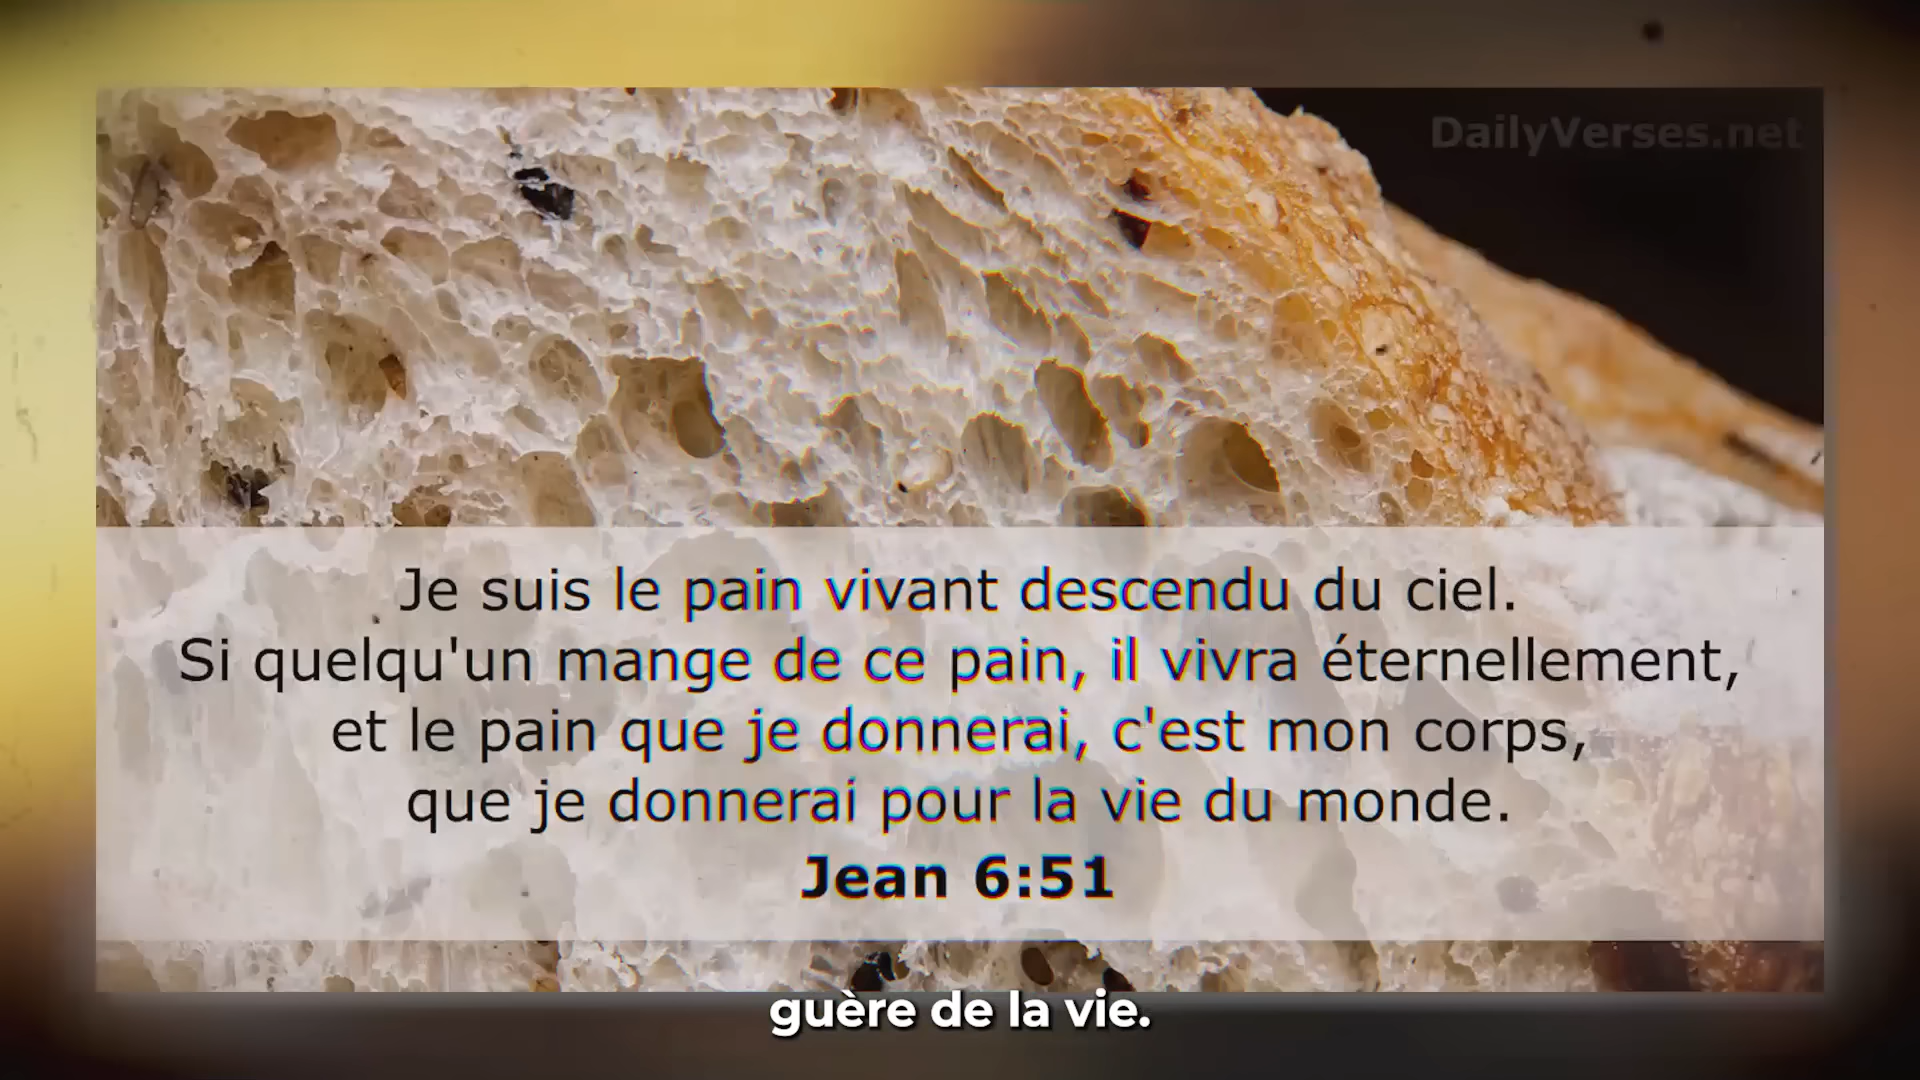 DailyVerses.net
Je suis le pain vivant descendu du ciel.
Si quelqu'un mange de ce pain, il vivra éternellement,
et le pain que je donnerai, c'est mon corps,
que je donnerai pour la vie du monde.
Jean 6:51
guère de la vie.